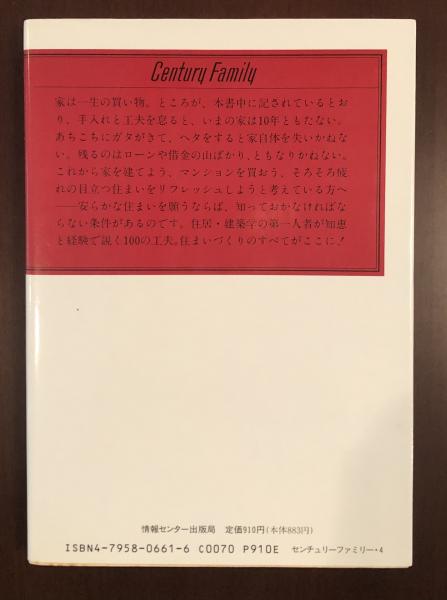 Century Family
家は一生の買い物。ところが、本書中に記されているとお
り、手入れと工夫を怠ると、いまの家は10年ともたない。
あちこちにガタがきて、ヘタをすると家自体を失いかねな
い。残るのはローンや借金の山ばかり、ともなりかねない。
これから家を建てよう、マンションを買おう、そろそろ疲
れの目立つ住まいをリフレッシュしようと考えている方へ
——安らかな住まいを願うならば、知っておかなければな
らない条件があるのです。住居・建築学の第一人者が知恵
と経験で説く100の工夫。住まいづくりのすべてがここに！
情報センター出版局 定価910円(本体883円)
ISBN4-7958-0661-6 C0070 P910E センチュリーファミリー・4